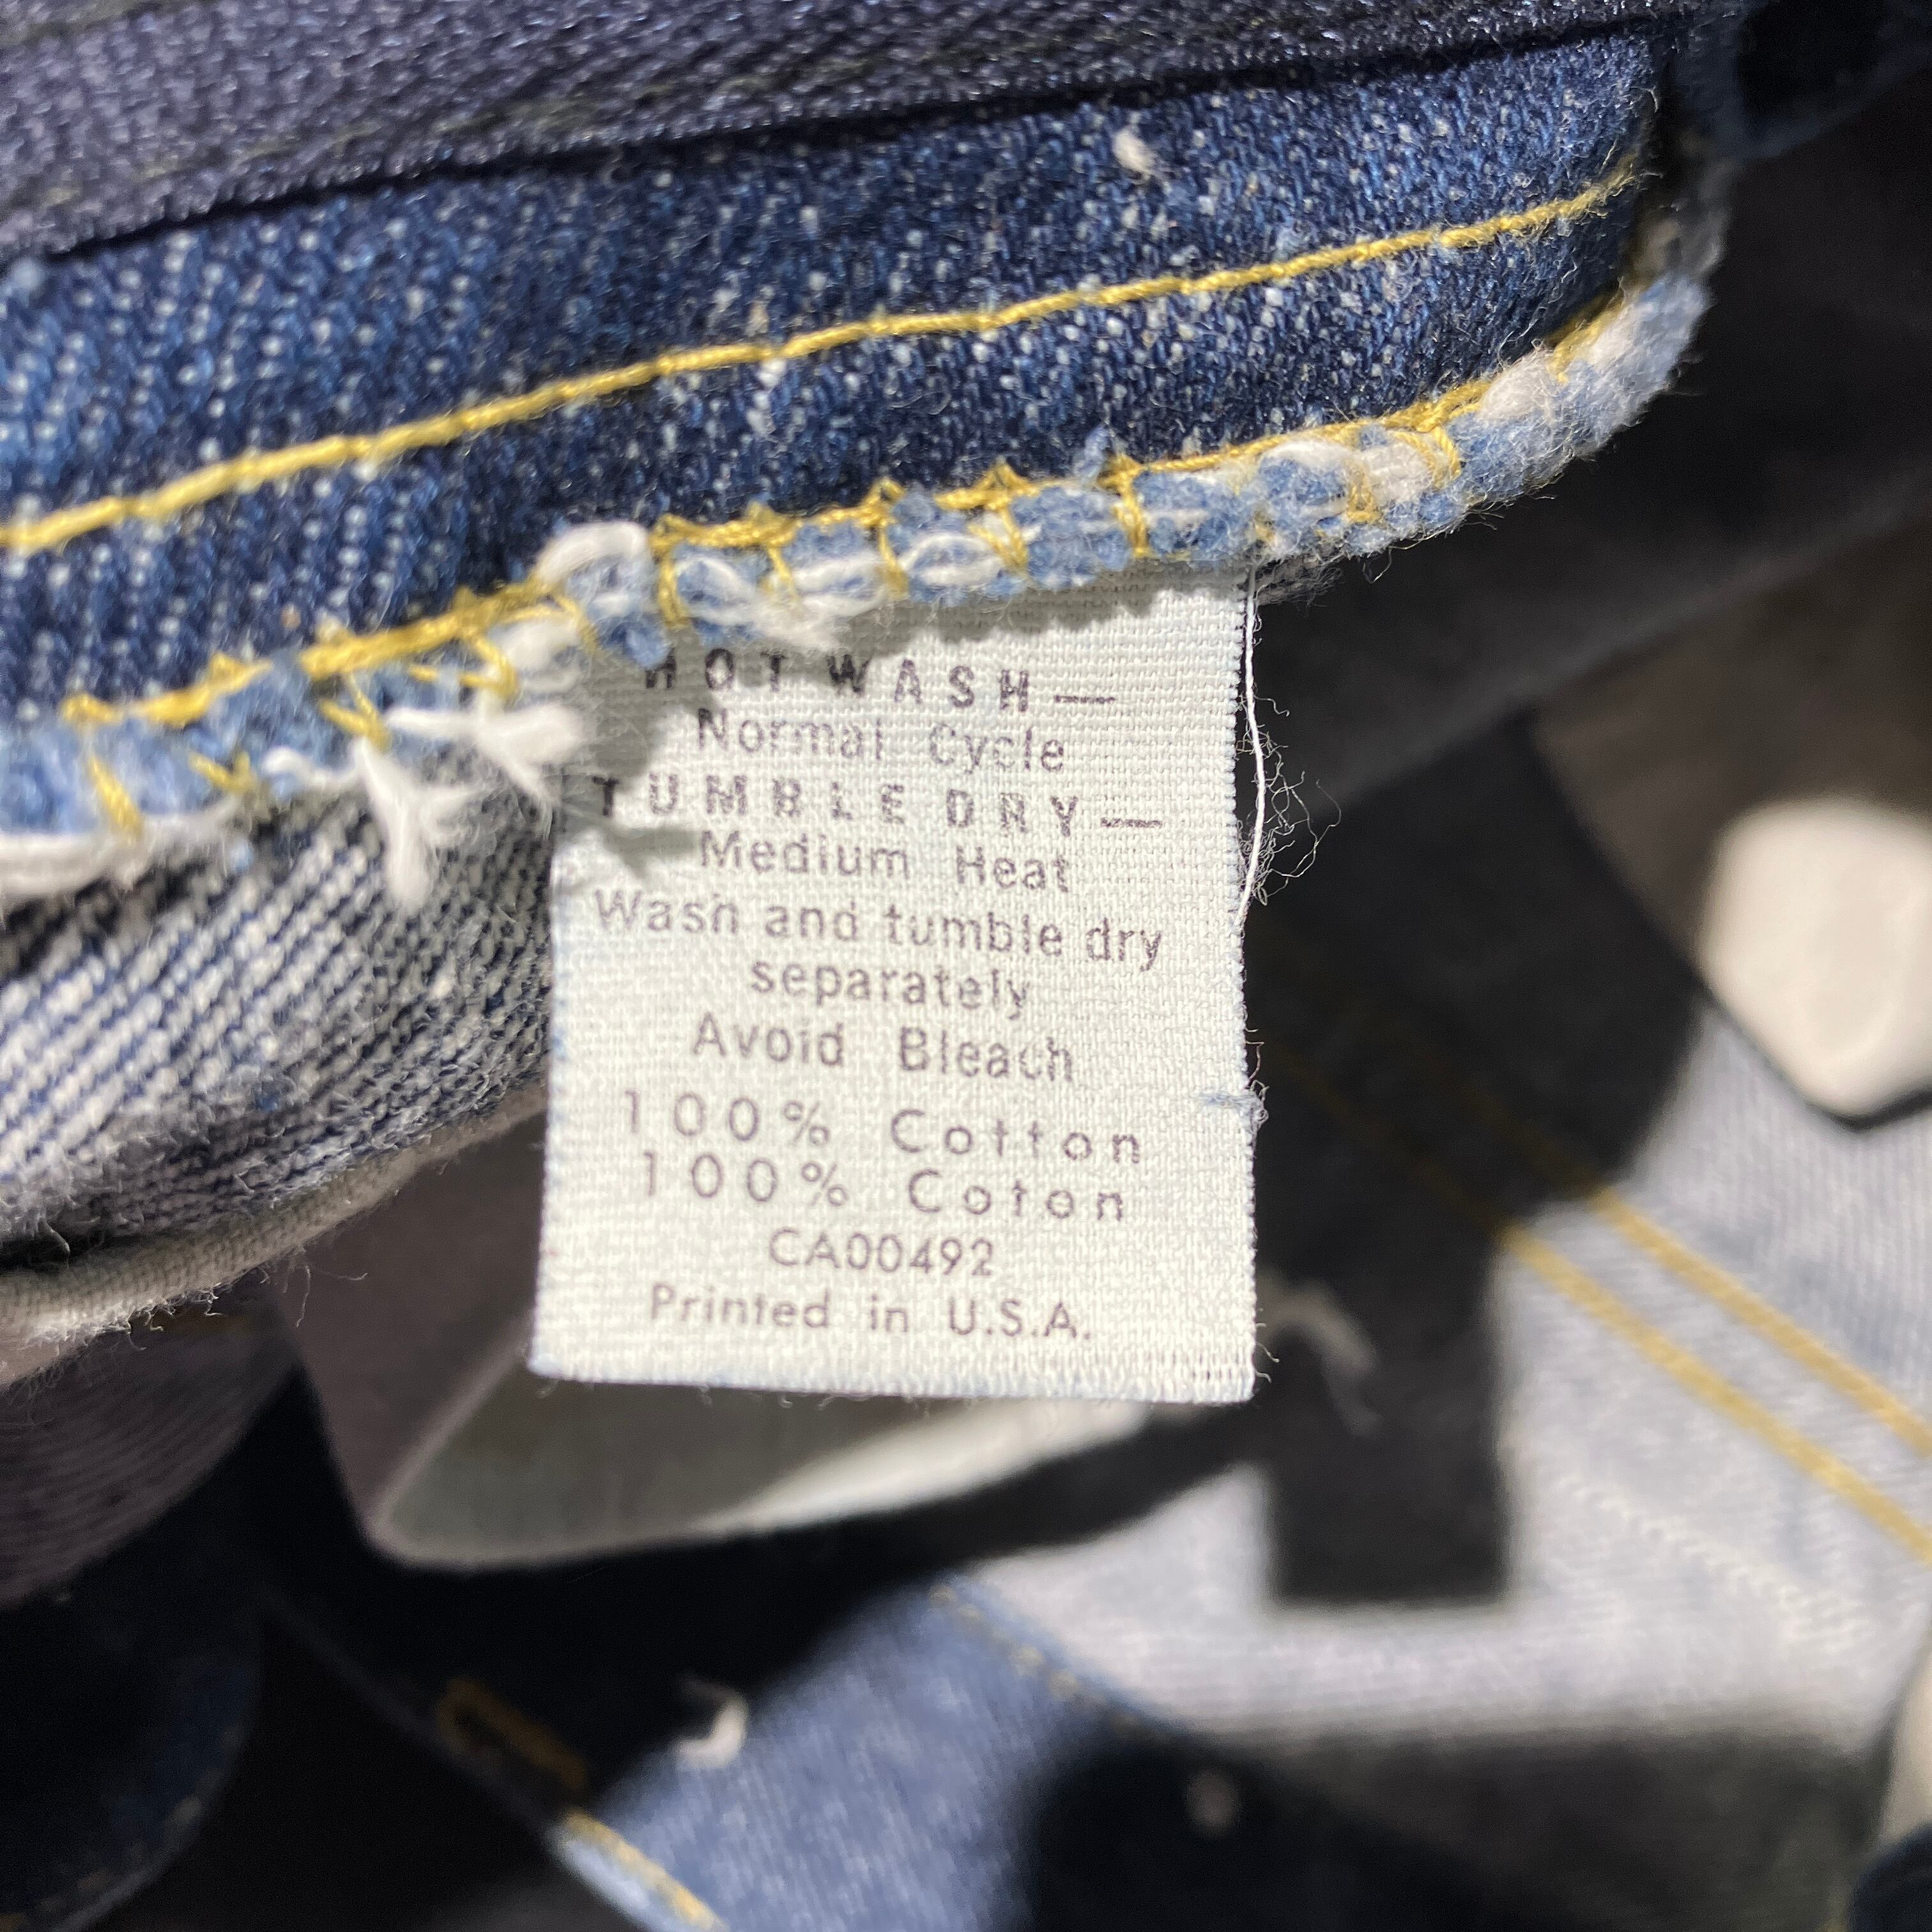 HOT WASH—
Normal Cycle
TUMBLE DRY—
Medium Heat
Wash and tumble dry
separately
Avoid Bleach
100% Cotton
100% Coton
CA00492
Printed in U.S.A.